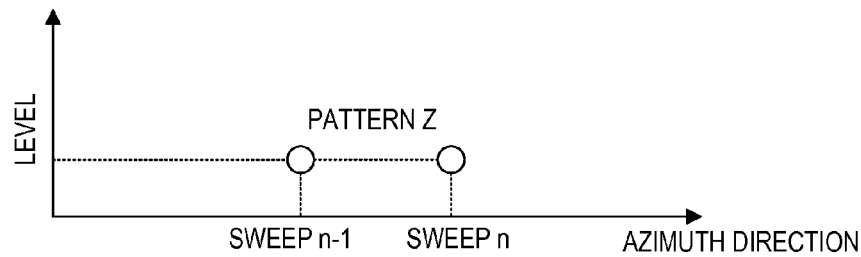 LEVEL
PATTERN Z
SWEEP n-1
SWEEP n
AZIMUTH DIRECTION